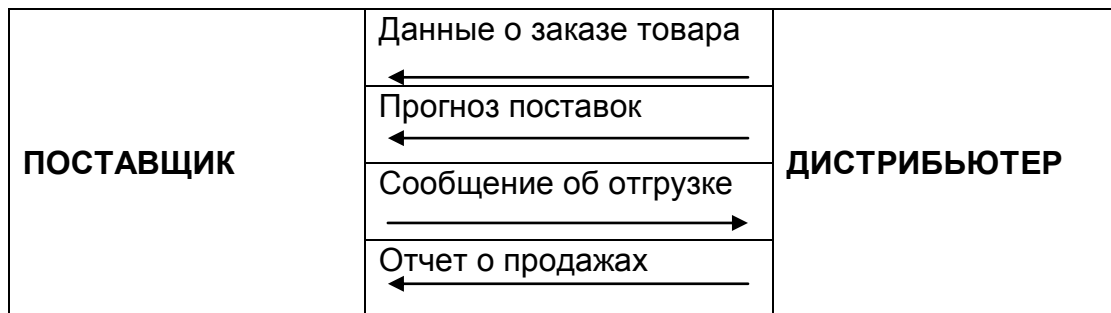 Данные о заказе товара
Прогноз поставок
ПОСТАВЩИК
ДИСТРИБЬЮТЕР
Сообщение об отгрузке
Отчет о продажах